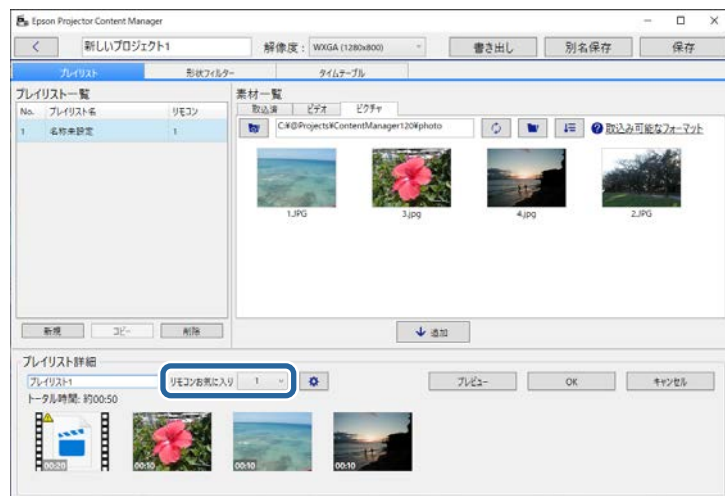 Epson Projector Content Manager
新しいプロジェクト1 解像度： WXGA (1280x800) 書き出し 別名保存 保存
プレイリスト 形状フィルター タイムテーブル
プレイリスト一覧
No. プレイリスト名 リモコン
1 名称未設定 1
新規 コピー 削除
素材一覧
取込済 ビデオ ピクチャ
C:¥@Projects¥ContentManager120¥photo 取込み可能なフォーマット
1.JPG 3.jpg 4.jpg 2.JPG
追加
プレイリスト詳細
プレイリスト1 リモコンお気に入り 1 プレビュー OK キャンセル
トータル時間: 約00:50
00:20 00:10 00:10 00:10